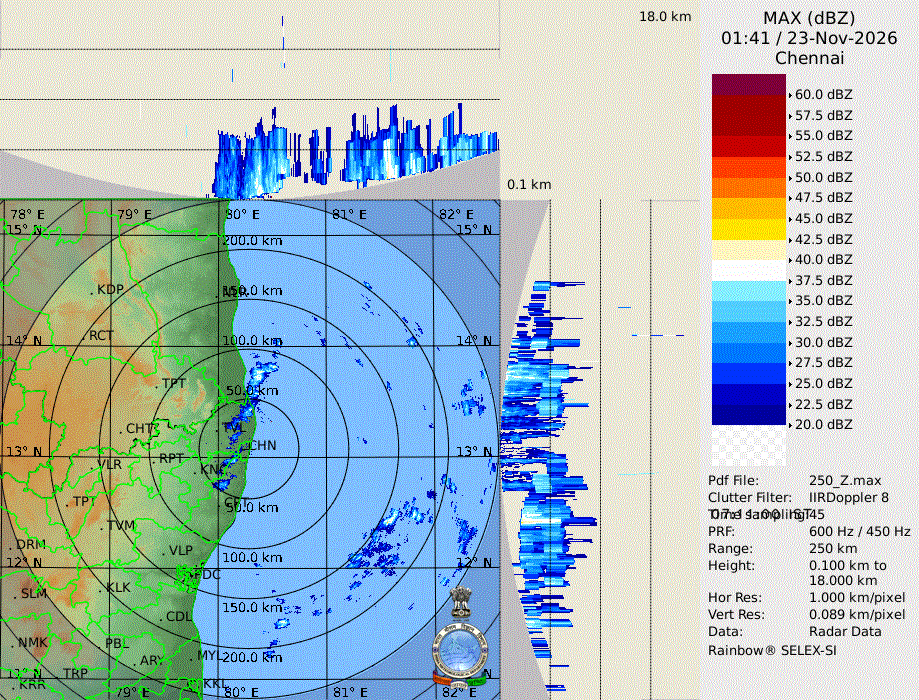 18.0 km
0.1 km
MAX (dBZ)
01:41 / 23-Nov-2026
Chennai
60.0 dBZ
57.5 dBZ
55.0 dBZ
52.5 dBZ
50.0 dBZ
47.5 dBZ
45.0 dBZ
42.5 dBZ
40.0 dBZ
37.5 dBZ
35.0 dBZ
32.5 dBZ
30.0 dBZ
27.5 dBZ
25.0 dBZ
22.5 dBZ
20.0 dBZ
Pdf File: 250_Z.max
Clutter Filter: IIRDoppler 8
PRF: 600 Hz / 450 Hz
Range: 250 km
Height: 0.100 km to
18.000 km
Hor Res: 1.000 km/pixel
Vert Res: 0.089 km/pixel
Data: Radar Data
Rainbow® SELEX-SI
78° E 79° E 80° E 81° E 82° E
15° N 15° N
200.0 km
KDP
150.0 km
RCT
14° N 100.0 km 14° N
TPT
50.0 km
CHT
CHN
13° N 13° N
VLR RPT
TPT
50.0 km
TVM
DRM VLP
100.0 km
12° N 12° N
KLK
SLM
150.0 km
CDL
NMK PBL
ARY MYL 200.0 km
TRP
KRR KKL
79° E 80° E 81° E 82° E